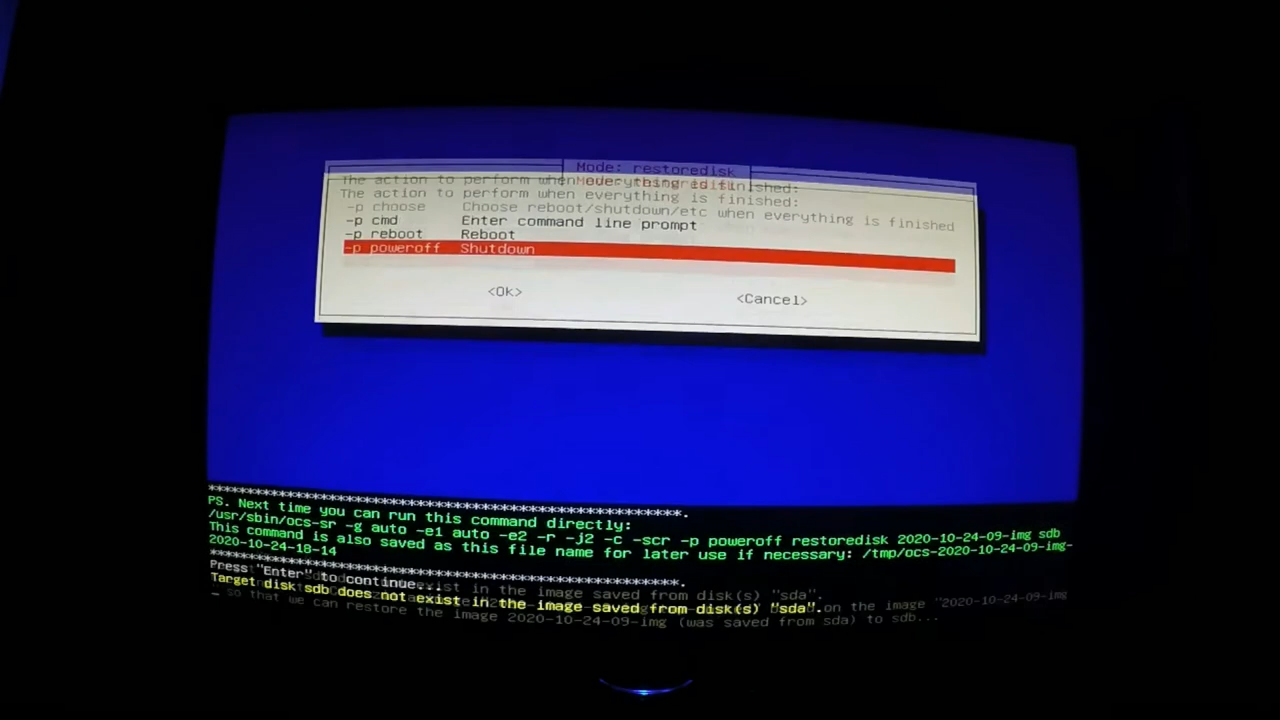 Mode: restoredisk
The action to perform when everything is finished:
The action to perform when everything is finished:
-p choose Choose reboot/shutdown/etc when everything is finished
-p cmd Enter command line prompt
-p reboot Reboot
-p poweroff Shutdown
<Ok> <Cancel>
*****************************************************************.
PS. Next time you can run this command directly:
/usr/sbin/ocs-sr -g auto -e1 auto -e2 -r -j2 -c -scr -p poweroff restoredisk 2020-10-24-09-img sdb
This command is also saved as this file name for later use if necessary: /tmp/ocs-2020-10-24-09-img-
2020-10-24-18-14
*****************************************************************.
Press "Enter" to continue...
exist in the image saved from disk(s) "sda".
Target disk sdb does not exist in the image saved from disk(s) "sda".
on the image "2020-10-24-09-img
so that we can restore the image 2020-10-24-09-img (was saved from sda) to sdb...